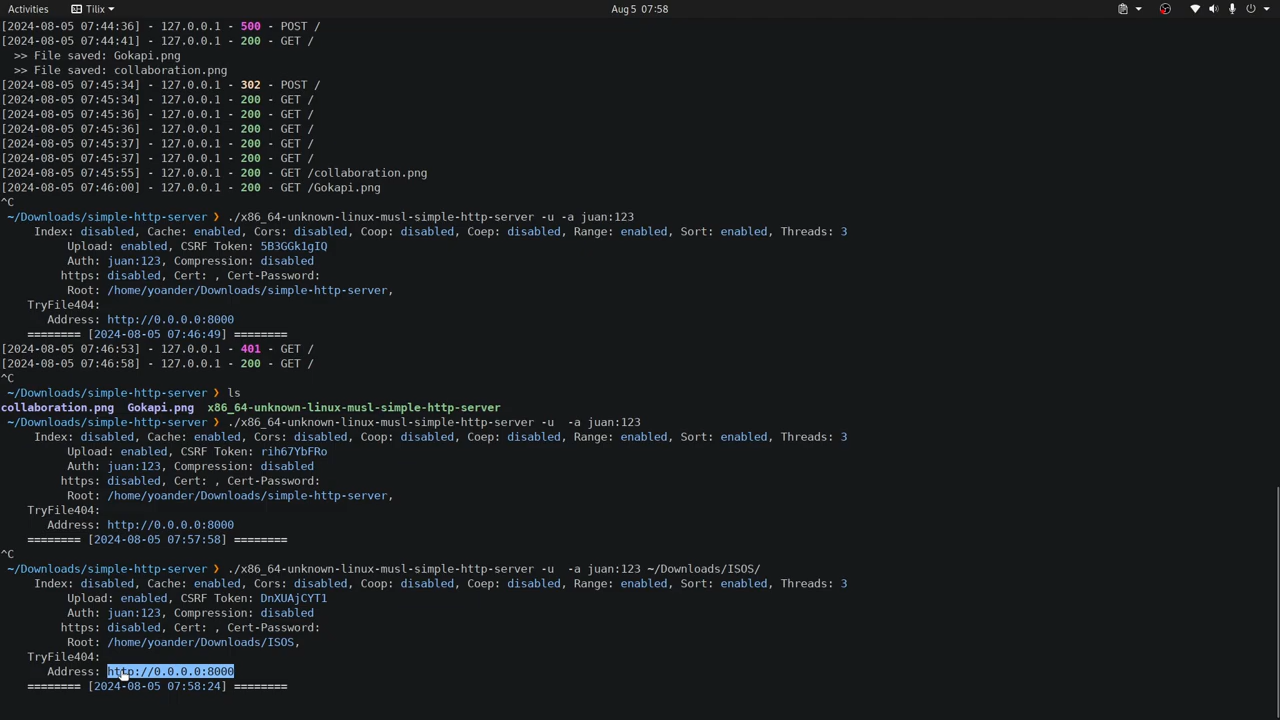 Activities Tilix Aug 5 07:58
[2024-08-05 07:44:36] - 127.0.0.1 - 500 - POST /
[2024-08-05 07:44:41] - 127.0.0.1 - 200 - GET /
>> File saved: Gokapi.png
>> File saved: collaboration.png
[2024-08-05 07:45:34] - 127.0.0.1 - 302 - POST /
[2024-08-05 07:45:34] - 127.0.0.1 - 200 - GET /
[2024-08-05 07:45:36] - 127.0.0.1 - 200 - GET /
[2024-08-05 07:45:36] - 127.0.0.1 - 200 - GET /
[2024-08-05 07:45:37] - 127.0.0.1 - 200 - GET /
[2024-08-05 07:45:37] - 127.0.0.1 - 200 - GET /
[2024-08-05 07:45:55] - 127.0.0.1 - 200 - GET /collaboration.png
[2024-08-05 07:46:00] - 127.0.0.1 - 200 - GET /Gokapi.png
^C
~/Downloads/simple-http-server ❯ ./x86_64-unknown-linux-musl-simple-http-server -u -a juan:123
Index: disabled, Cache: enabled, Cors: disabled, Coop: disabled, Coep: disabled, Range: enabled, Sort: enabled, Threads: 3
Upload: enabled, CSRF Token: 5B3GGk1gIQ
Auth: juan:123, Compression: disabled
https: disabled, Cert: , Cert-Password:
Root: /home/yoander/Downloads/simple-http-server,
TryFile404:
Address: http://0.0.0.0:8000
======== [2024-08-05 07:46:49] ========
[2024-08-05 07:46:53] - 127.0.0.1 - 401 - GET /
[2024-08-05 07:46:58] - 127.0.0.1 - 200 - GET /
^C
~/Downloads/simple-http-server ❯ ls
collaboration.png Gokapi.png x86_64-unknown-linux-musl-simple-http-server
~/Downloads/simple-http-server ❯ ./x86_64-unknown-linux-musl-simple-http-server -u  -a juan:123
Index: disabled, Cache: enabled, Cors: disabled, Coop: disabled, Coep: disabled, Range: enabled, Sort: enabled, Threads: 3
Upload: enabled, CSRF Token: rih67YbFRo
Auth: juan:123, Compression: disabled
https: disabled, Cert: , Cert-Password:
Root: /home/yoander/Downloads/simple-http-server,
TryFile404:
Address: http://0.0.0.0:8000
======== [2024-08-05 07:57:58] ========
^C
~/Downloads/simple-http-server ❯ ./x86_64-unknown-linux-musl-simple-http-server -u  -a juan:123 ~/Downloads/ISOS/
Index: disabled, Cache: enabled, Cors: disabled, Coop: disabled, Coep: disabled, Range: enabled, Sort: enabled, Threads: 3
Upload: enabled, CSRF Token: DnXUAjCYT1
Auth: juan:123, Compression: disabled
https: disabled, Cert: , Cert-Password:
Root: /home/yoander/Downloads/ISOS,
TryFile404:
Address: http://0.0.0.0:8000
======== [2024-08-05 07:58:24] ========